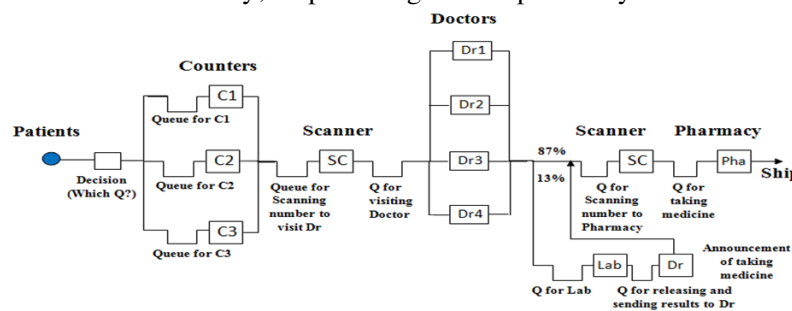 Doctors
Dr1
Counters
C1
Dr2
Queue for C1
Patients
Scanner
Scanner
Pharmacy
87%
C2
SC
Dr3
SC
Pha
13%
Ship
Decision
(Which Q?)
Queue for C2
Queue for
Scanning
number to
visit Dr
Q for
visiting
Doctor
Q for
Scanning
number to
Pharmacy
Q for
taking
medicine
Dr4
C3
Queue for C3
Lab
Dr
Announcement
of taking
medicine
Q for Lab
Q for releasing and
sending results to Dr